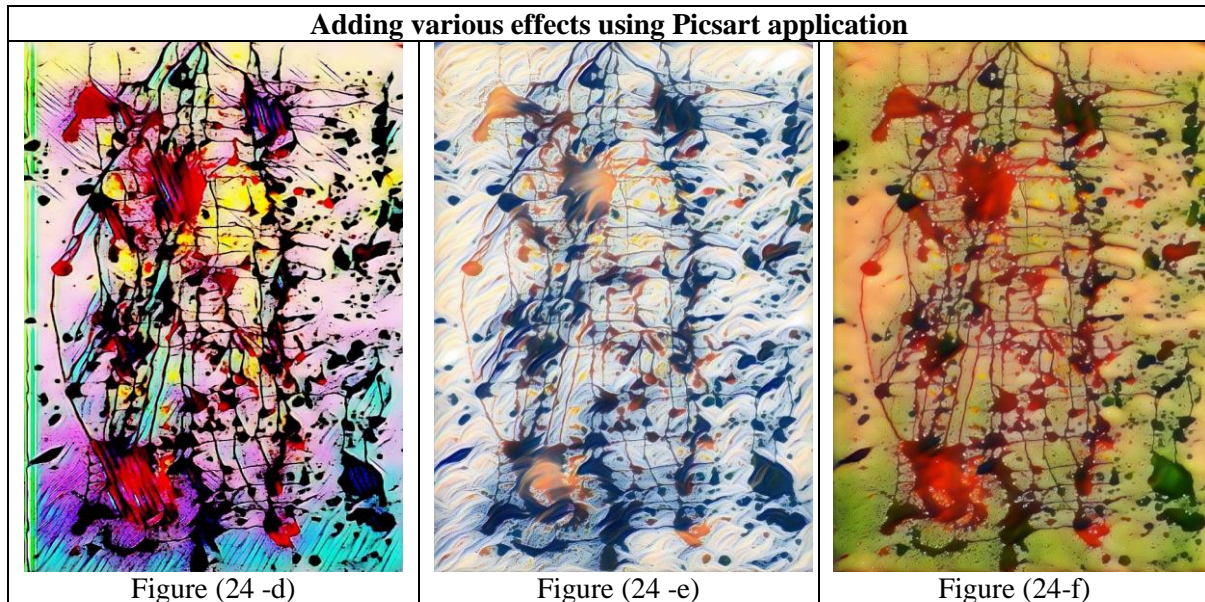 Adding various effects using Picsart application
Figure (24 -d)
Figure (24 -e)
Figure (24-f)